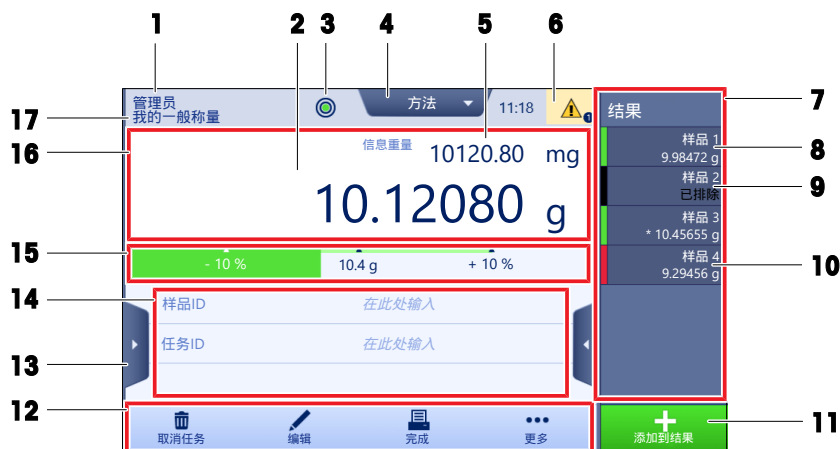 1
2
3
4
5
6
管理员
我的一般称量
方法
11:18
1
结果
7
17
16
信息重量
10120.80 mg
10.12080 g
样品 1
9.98472 g
8
样品 2
已排除
9
样品 3
* 10.45655 g
样品 4
9.29456 g
10
15
- 10 %
10.4 g
+ 10 %
14
样品ID
在此处输入
任务ID
在此处输入
13
12
取消任务
编辑
完成
更多
添加到结果
11